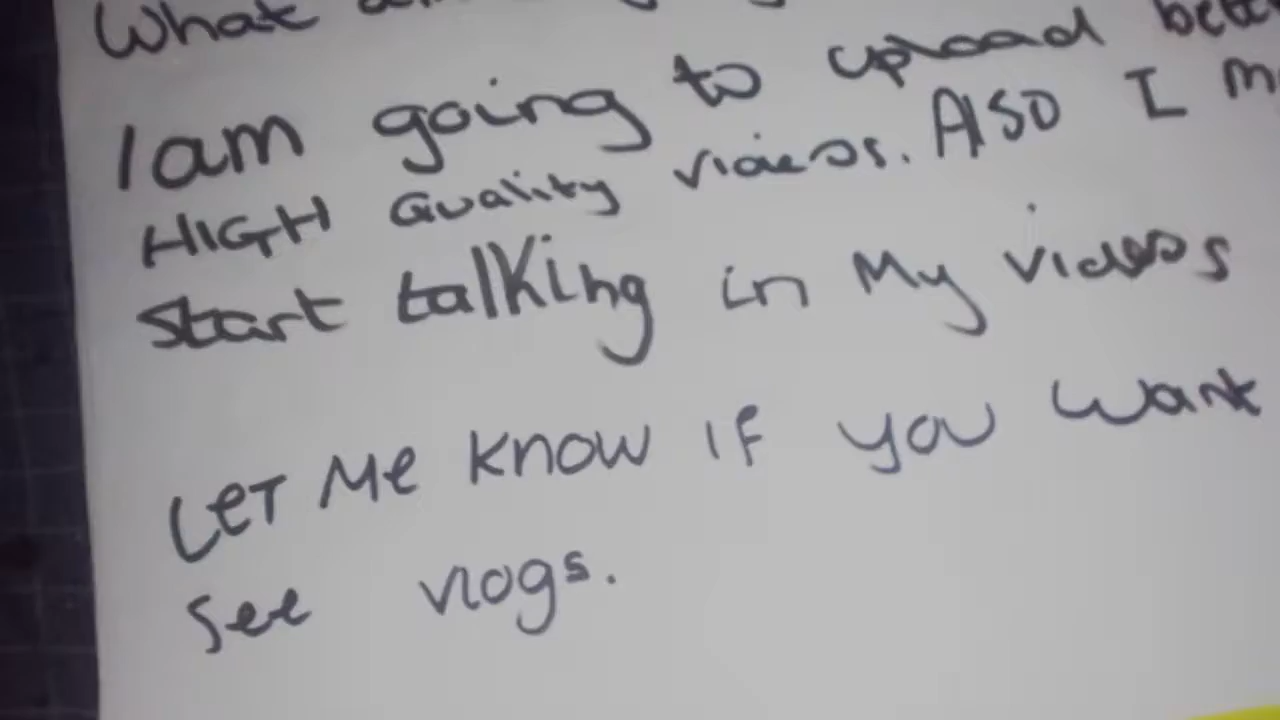 What
I am going to upload
HIGH Quality videos. Also I
start talking in My videos
Let Me know if you want
see vlogs.